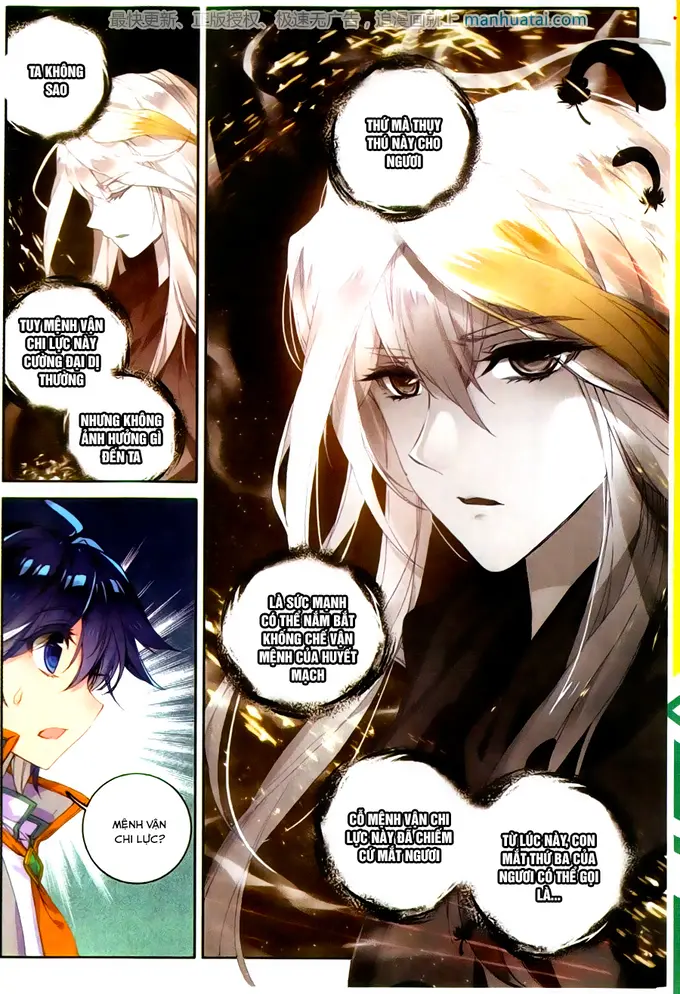 最快更新、正版授权、极速无广告，追漫画就上 manhuatai.com
TA KHÔNG
SAO
TUY MỆNH VẬN
CHI LỰC NÀY
CƯỜNG ĐẠI DỊ
THƯỜNG
NHƯNG KHÔNG
ẢNH HƯỞNG GÌ
ĐẾN TA
MỆNH VẬN
CHI LỰC?
THỨ MÀ THỤY
THÚ NÀY CHO
NGƯƠI
LÀ SỨC MẠNH
CÓ THỂ NẮM BẮT
KHỐNG CHẾ VẬN
MỆNH CỦA HUYẾT
MẠCH
CỖ MỆNH VẬN CHI
LỰC NÀY ĐÃ CHIẾM
CỨ MẮT NGƯƠI
TỪ LÚC NÀY, CON
MẮT THỨ BA CỦA
NGƯƠI CÓ THỂ GỌI
LÀ...